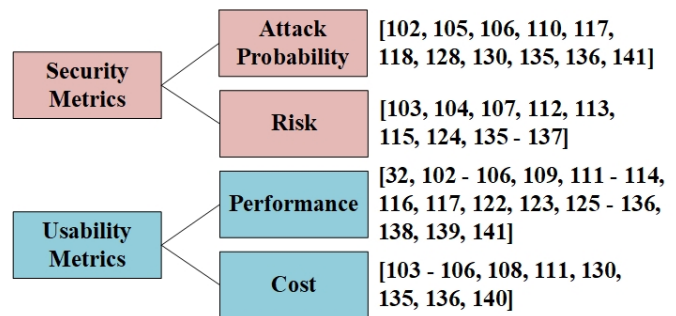 Security
Metrics
Attack
Probability
[102, 105, 106, 110, 117,
118, 128, 130, 135, 136, 141]
Risk
[103, 104, 107, 112, 113,
115, 124, 135 - 137]
Usability
Metrics
Performance
[32, 102 - 106, 109, 111 - 114,
116, 117, 122, 123, 125 - 136,
138, 139, 141]
Cost
[103 - 106, 108, 111, 130,
135, 136, 140]